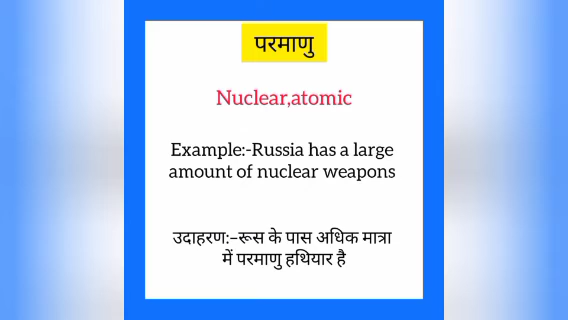 परमाणु
Nuclear,atomic
Example:-Russia has a large
amount of nuclear weapons
उदाहरण:–रूस के पास अधिक मात्रा
में परमाणु हथियार है